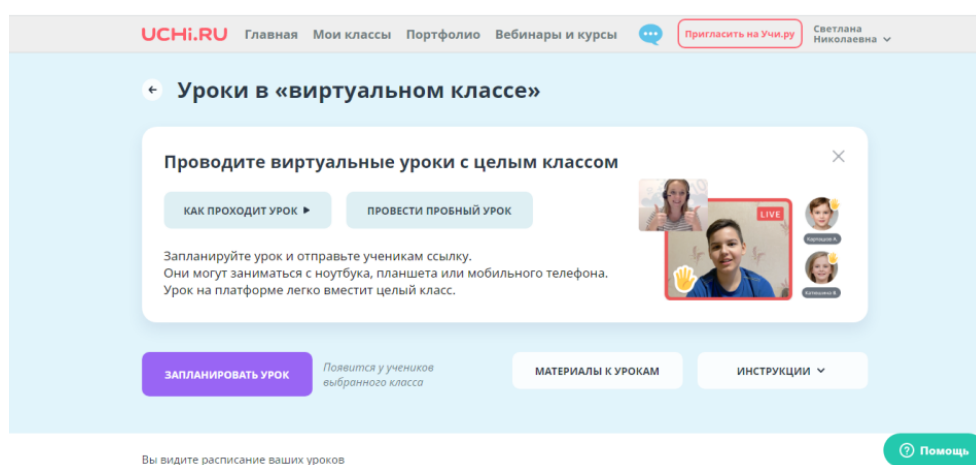 UCHi.RU Главная Мои классы Портфолио Вебинары и курсы Пригласить на Учи.ру Светлана
Николаевна
Уроки в «виртуальном классе»
Проводите виртуальные уроки с целым классом
КАК ПРОХОДИТ УРОК ПРОВЕСТИ ПРОБНЫЙ УРОК
LIVE
Карпашов А.
Запланируйте урок и отправьте ученикам ссылку.
Они могут заниматься с ноутбука, планшета или мобильного телефона.
Урок на платформе легко вместит целый класс.
ЗАПЛАНИРОВАТЬ УРОК Появится у учеников
выбранного класса
МАТЕРИАЛЫ К УРОКАМ ИНСТРУКЦИИ
Помощь
Вы видите расписание ваших уроков